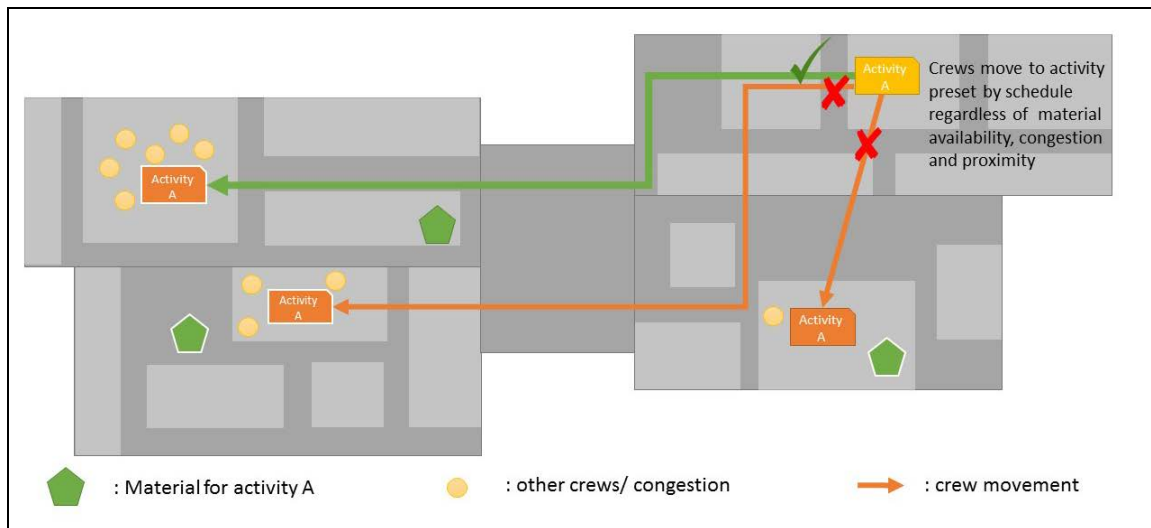 Activity
A
Crews move to activity
preset by schedule
regardless of material
availability, congestion
and proximity
Activity
A
Activity
A
Activity
A
: Material for activity A
: other crews/ congestion
: crew movement